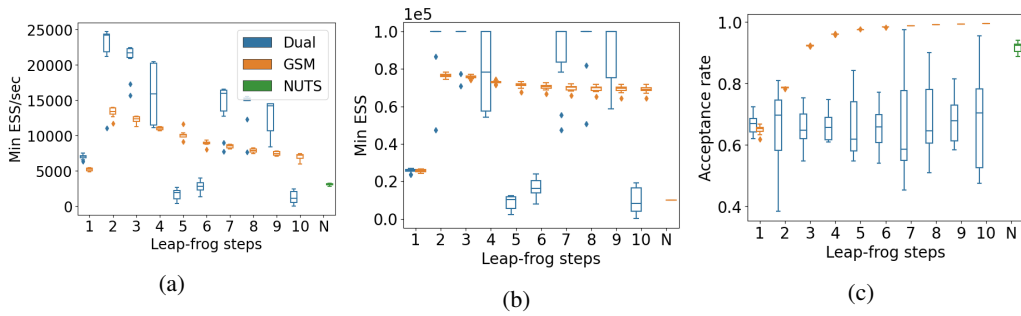 25000
20000
15000
10000
5000
0
Min ESS/sec
Dual
GSM
NUTS
1 2 3 4 5 6 7 8 9 10 N
Leap-frog steps
(a)
1e5
1.0
0.8
0.6
0.4
0.2
0.0
Min ESS
1 2 3 4 5 6 7 8 9 10 N
Leap-frog steps
(b)
1.0
0.8
0.6
0.4
Acceptance rate
1 2 3 4 5 6 7 8 9 10 N
Leap-frog steps
(c)